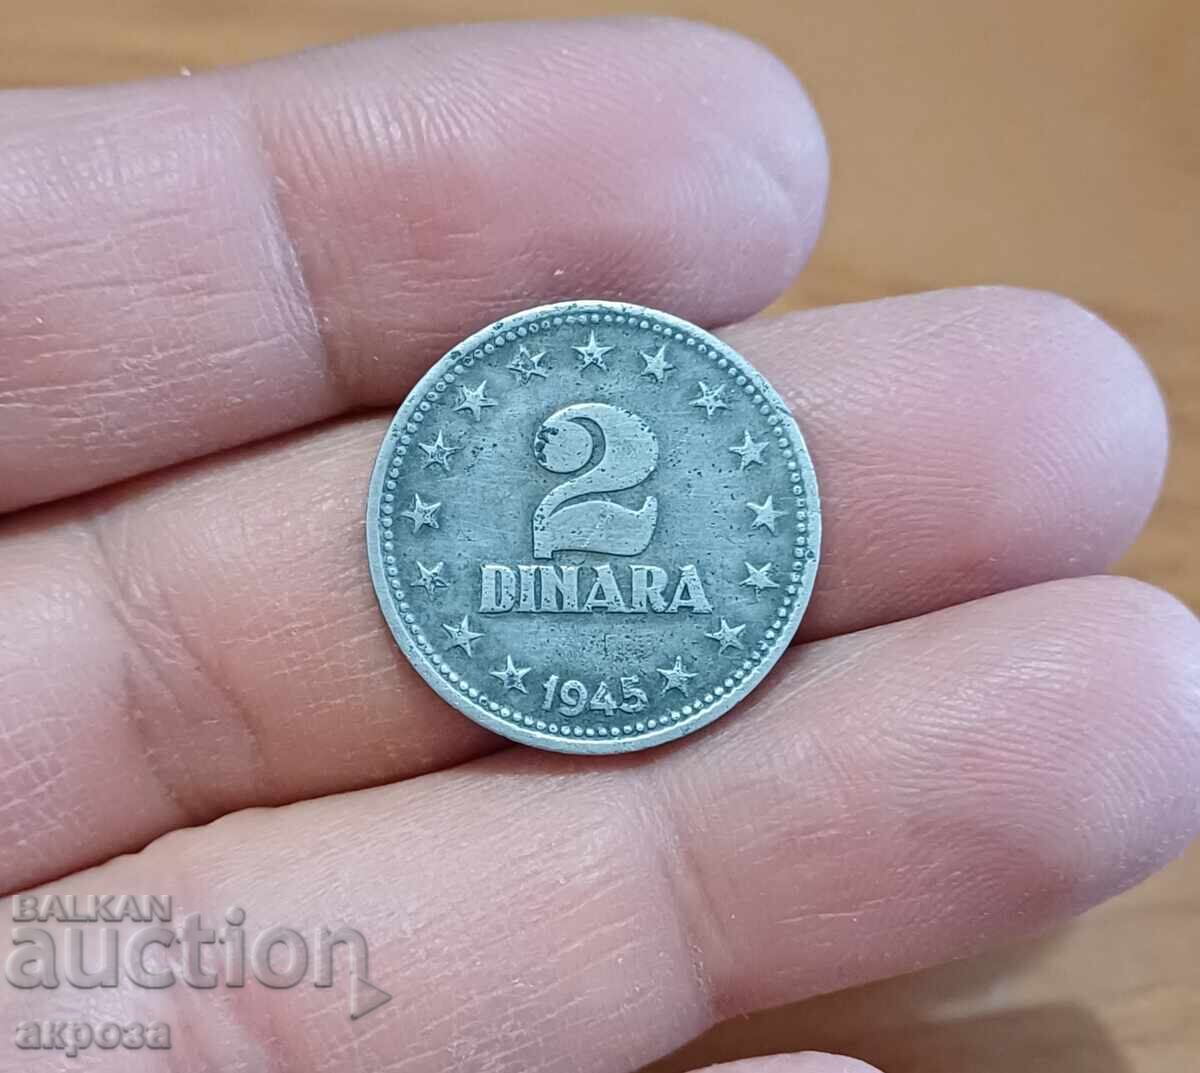 2
DINARA
1945
BALKAN
auction
акроза